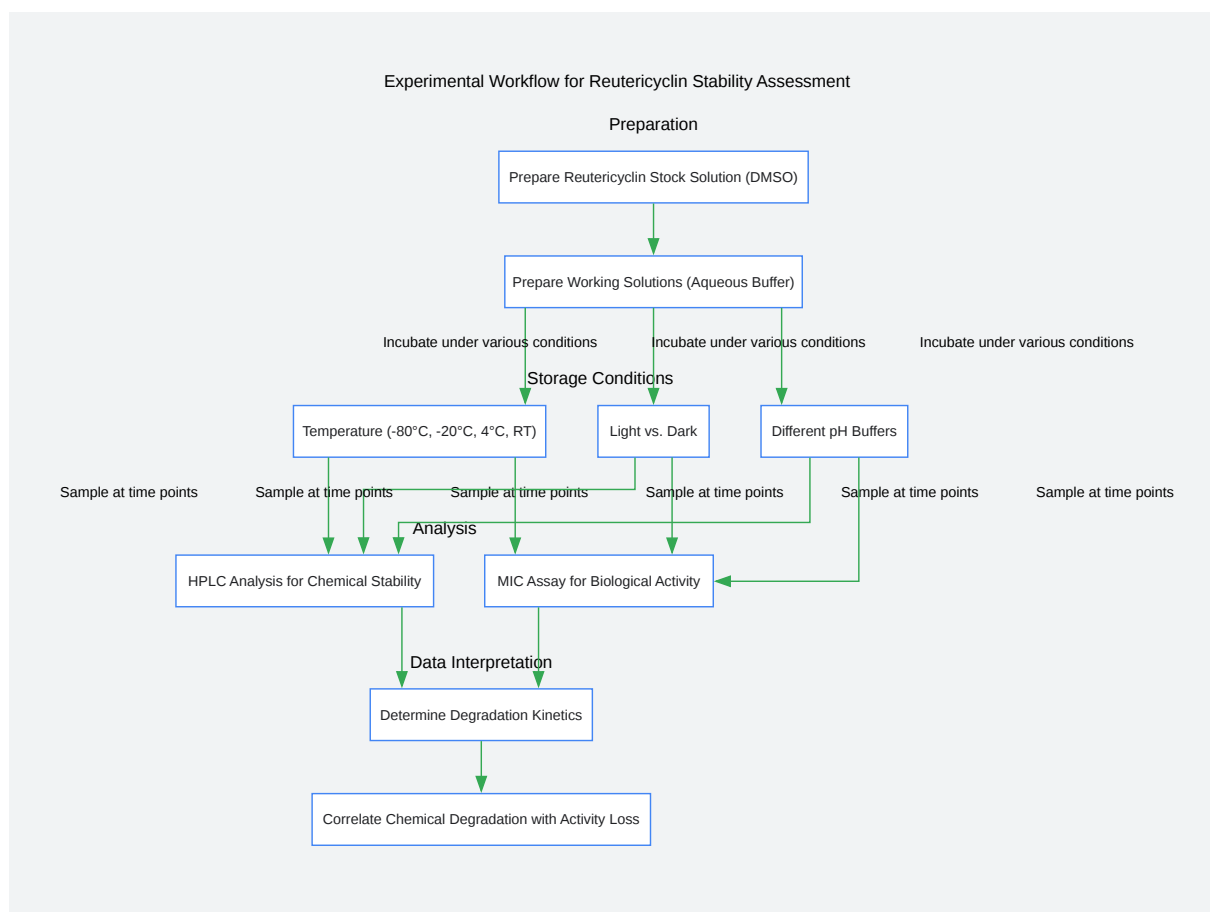 Experimental Workflow for Reutericyclin Stability Assessment
Preparation
Prepare Reutericyclin Stock Solution (DMSO)
Prepare Working Solutions (Aqueous Buffer)
Incubate under various conditions
Incubate under various conditions
Incubate under various conditions
Storage Conditions
Temperature (-80°C, -20°C, 4°C, RT)
Light vs. Dark
Different pH Buffers
Sample at time points
Sample at time points
Sample at time points
Sample at time points
Sample at time points
Sample at time points
Analysis
HPLC Analysis for Chemical Stability
MIC Assay for Biological Activity
Data Interpretation
Determine Degradation Kinetics
Correlate Chemical Degradation with Activity Loss